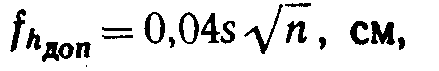 f_{h_{доп}} = 0,04s √n, см,